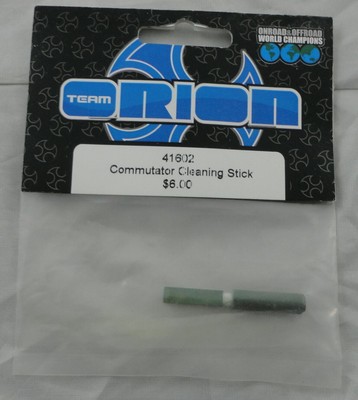 ONROAD & OFFROAD
WORLD CHAMPIONS
TEAM
ORION
41602
Commutator Cleaning Stick
$6.00